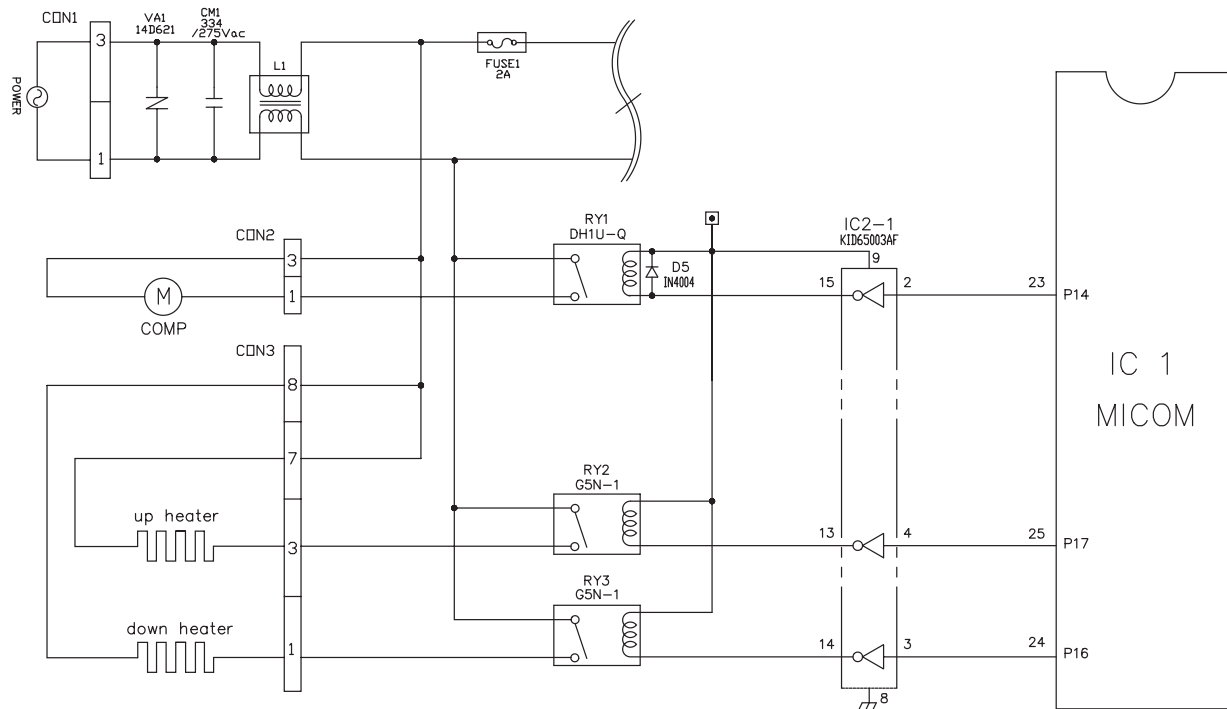 CON1
VA1
14D621
CM1
334
/275Vac
3
L1
FUSE1
2A
POWER
1
CON2
RY1
DH1U-Q
IC2-1
KID65003AF
9
3
D5
IN4004
15
2
23
P14
1
M
COMP
CON3
IC 1
MICOM
8
7
RY2
G5N-1
up heater
3
13
4
25
P17
RY3
G5N-1
down heater
1
14
3
24
P16
8